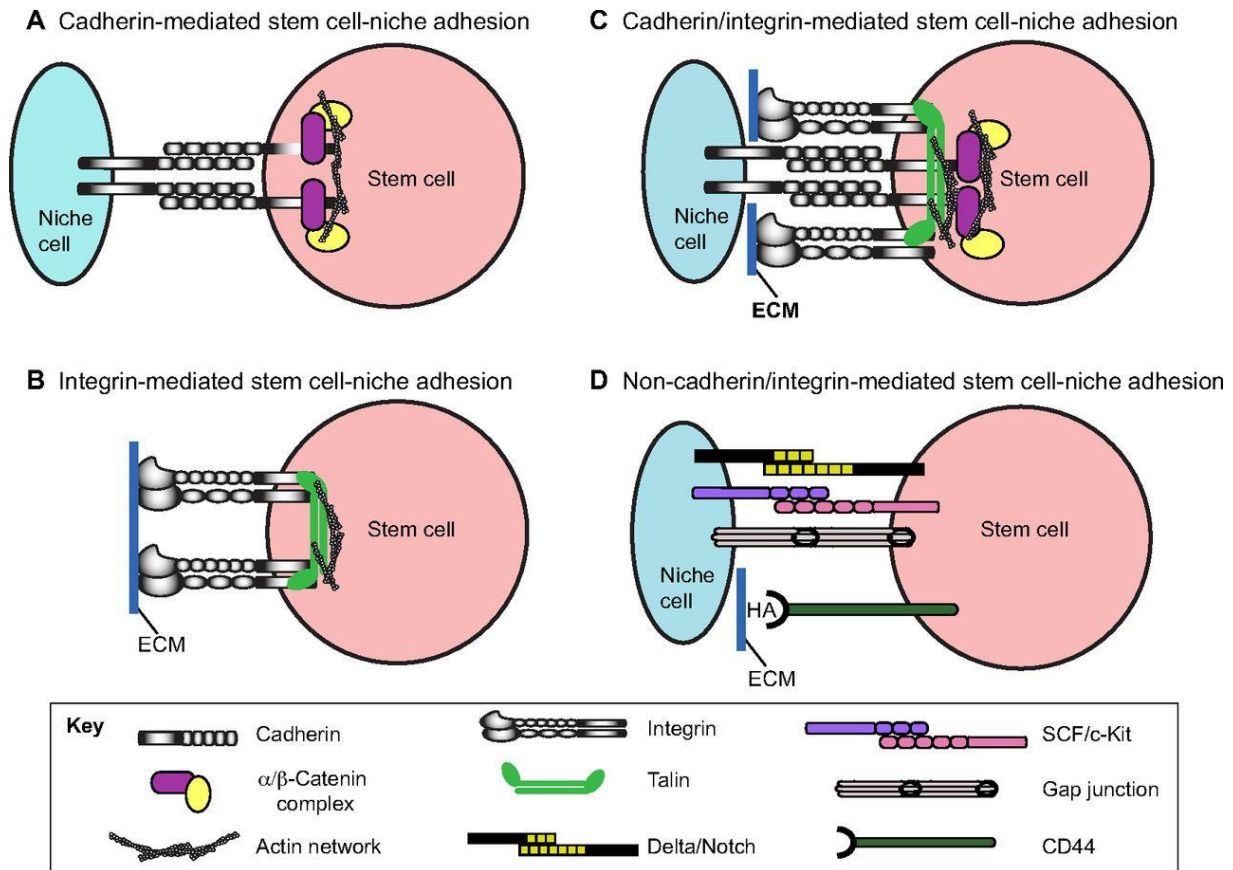 A Cadherin-mediated stem cell-niche adhesion
Niche
cell
Stem cell
B Integrin-mediated stem cell-niche adhesion
Stem cell
ECM
C Cadherin/integrin-mediated stem cell-niche adhesion
Niche
cell
Stem cell
ECM
D Non-cadherin/integrin-mediated stem cell-niche adhesion
Niche
cell
Stem cell
HA
ECM
Key
Cadherin
α/β-Catenin
complex
Actin network
Integrin
Talin
Delta/Notch
SCF/c-Kit
Gap junction
CD44